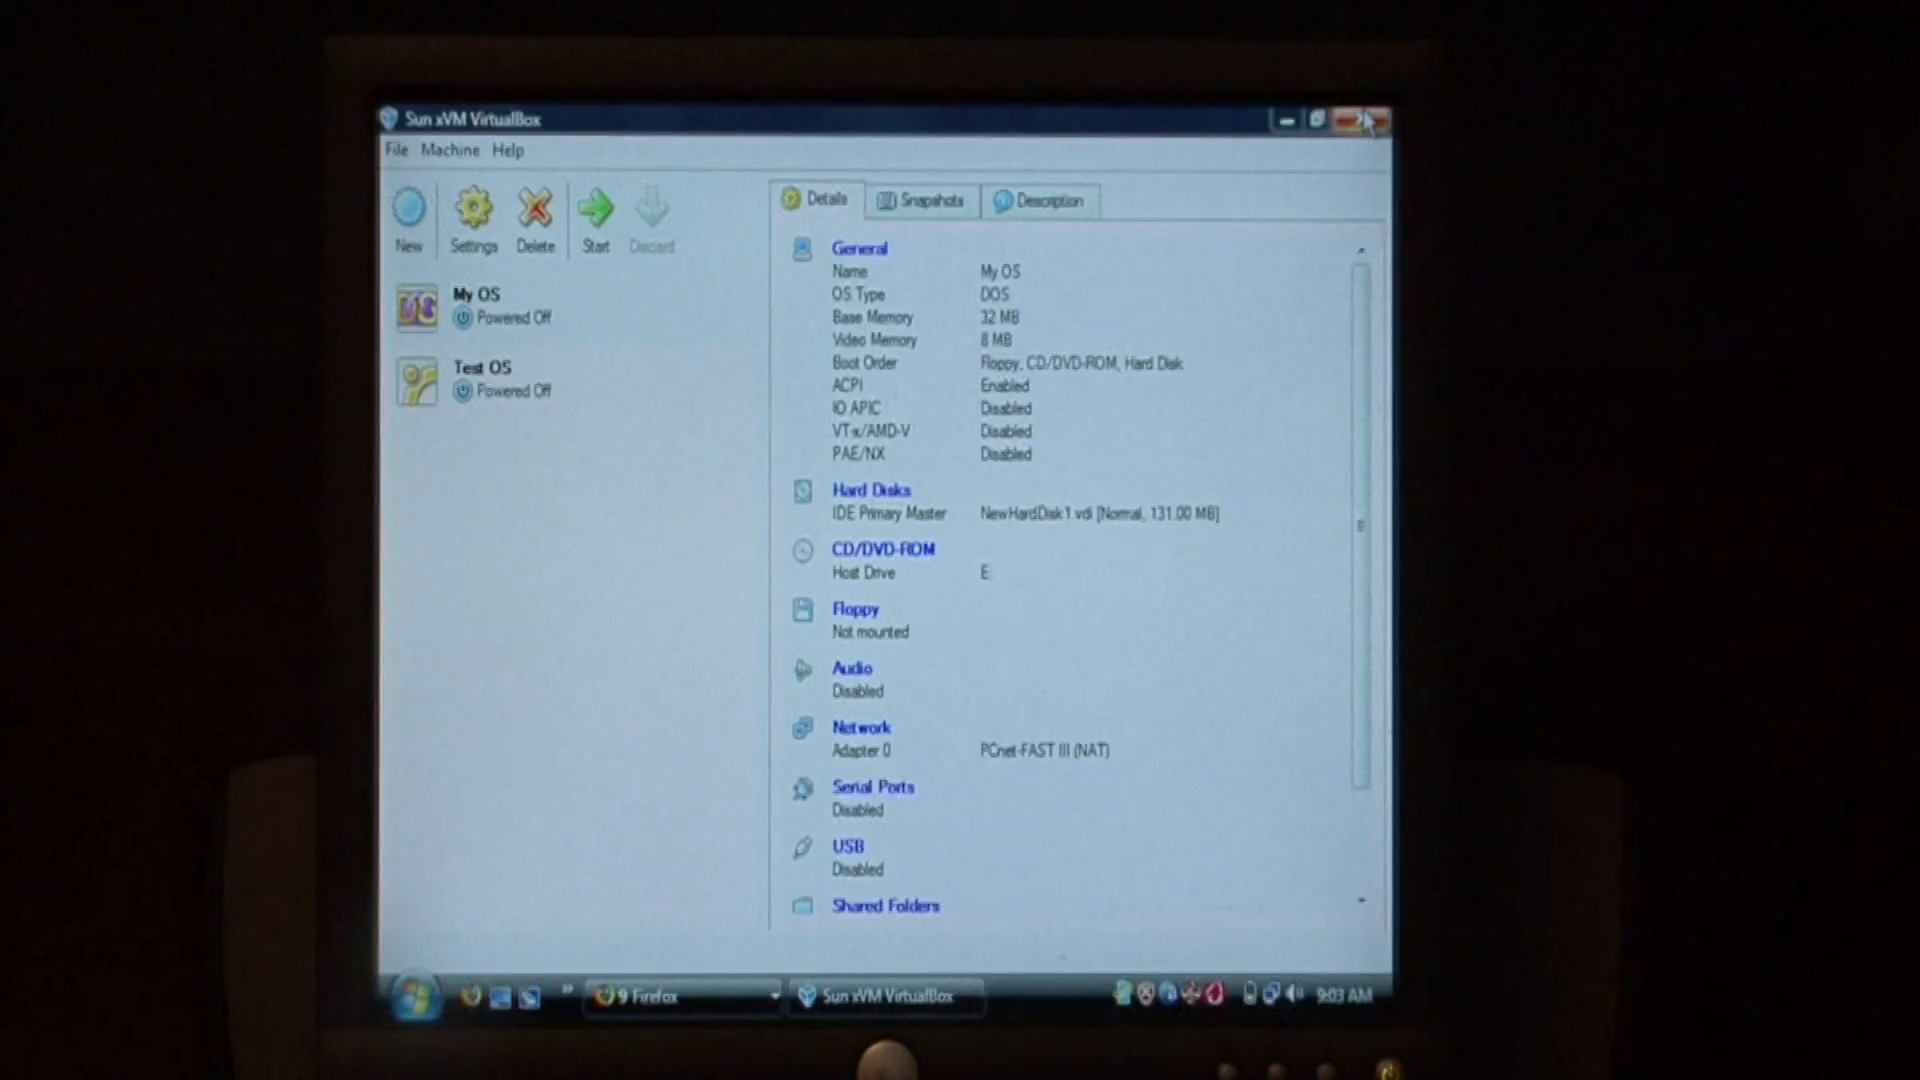 Sun xVM VirtualBox
File Machine Help
New Settings Delete Start Discard
My OS
Powered Off
Test OS
Powered Off
Details Snapshots Description
General
Name My OS
OS Type DOS
Base Memory 32 MB
Video Memory 8 MB
Boot Order Floppy, CD/DVD-ROM, Hard Disk
ACPI Enabled
IO APIC Disabled
VT-x/AMD-V Disabled
PAE/NX Disabled
Hard Disks
IDE Primary Master NewHardDisk1.vdi [Normal, 131.00 MB]
CD/DVD-ROM
Host Drive E:
Floppy
Not mounted
Audio
Disabled
Network
Adapter 0 PCnet-FAST III (NAT)
Serial Ports
Disabled
USB
Disabled
Shared Folders
9 Firefox Sun xVM VirtualBox 9:03 AM